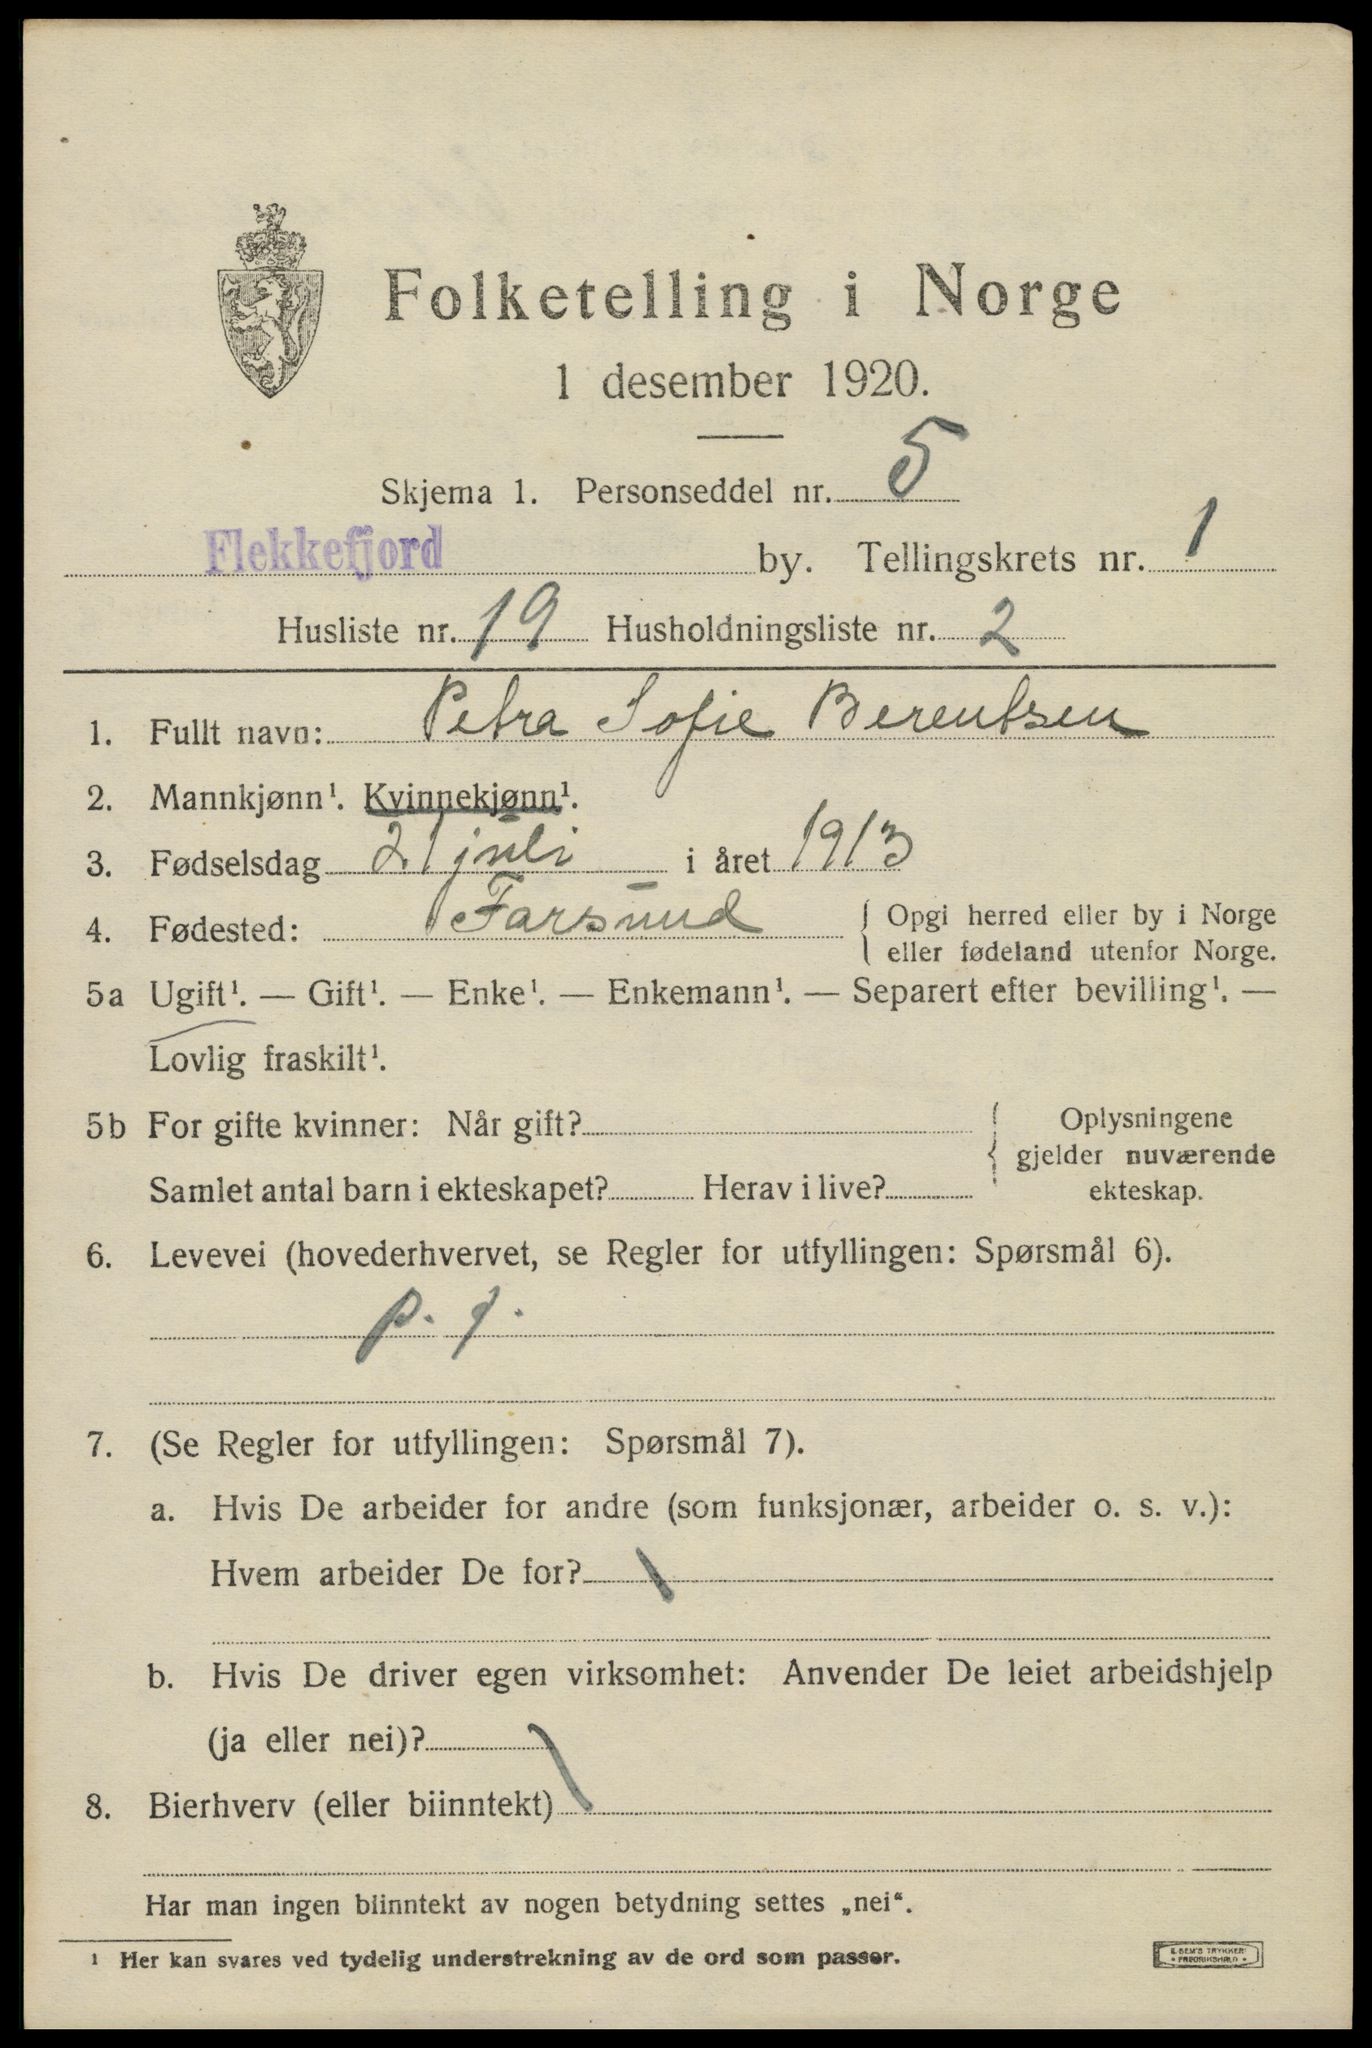 Folketelling i Norge
1 desember 1920.
Skjema 1. Personseddel nr. 5
Flekkefjord by. Tellingskrets nr. 1
Husliste nr. 19 Husholdningsliste nr. 2
1. Fullt navn: Petra Sofie Berentsen
2. Mannkjønn¹. Kvinnekjønn¹.
3. Fødselsdag 21 juli i året 1913
4. Fødested: Farsund { Opgi herred eller by i Norge
eller fødeland utenfor Norge.
5a Ugift¹. — Gift¹. — Enke¹. — Enkemann¹. — Separert efter bevilling¹. —
Lovlig fraskilt¹.
5b For gifte kvinner: Når gift? { Oplysningene
gjelder nuværende
Samlet antal barn i ekteskapet? Herav i live? ekteskap.
6. Levevei (hovederhvervet, se Regler for utfyllingen: Spørsmål 6).
p. f.
7. (Se Regler for utfyllingen: Spørsmål 7).
a. Hvis De arbeider for andre (som funksjonær, arbeider o. s. v.):
Hvem arbeider De for?
b. Hvis De driver egen virksomhet: Anvender De leiet arbeidshjelp
(ja eller nei)?
8. Bierhverv (eller biinntekt)
Har man ingen biinntekt av nogen betydning settes „nei“.
¹ Her kan svares ved tydelig understrekning av de ord som passer.
E. SEM'S TRYKKERI
FREDRIKSHALD